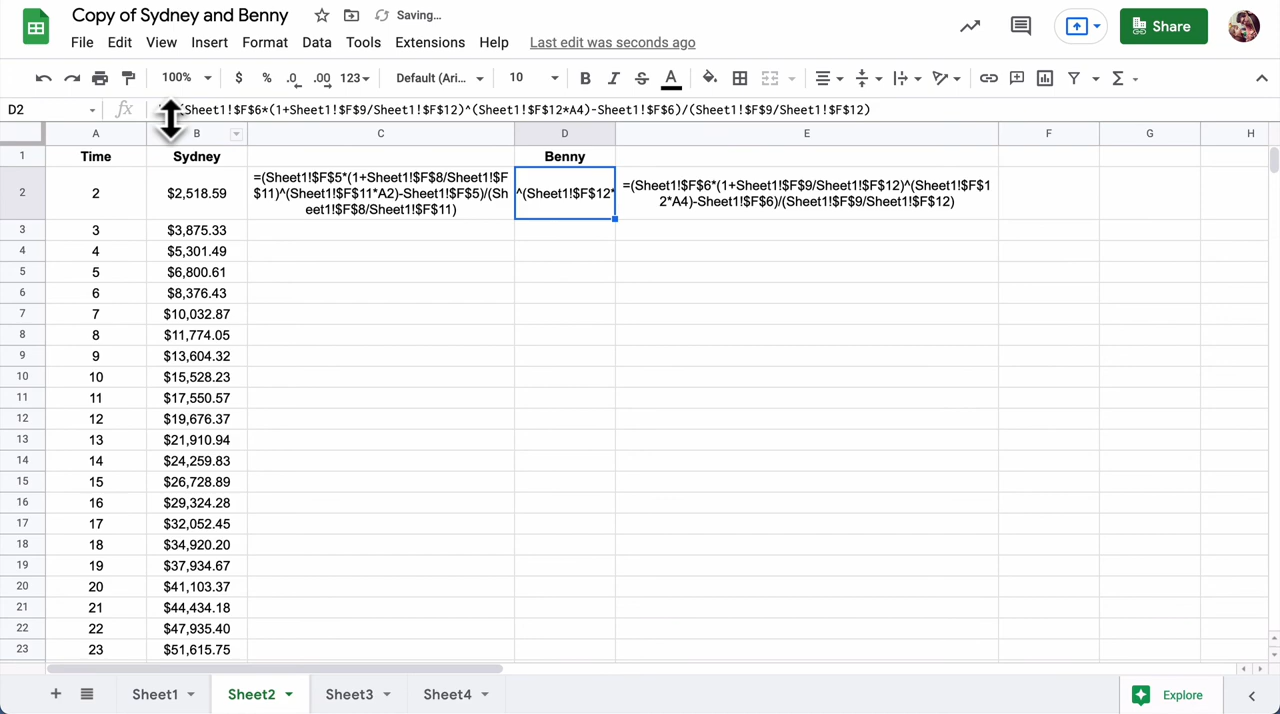 Copy of Sydney and Benny Saving...
File Edit View Insert Format Data Tools Extensions Help Last edit was seconds ago
Share
100% $ % .0 .00 123 Default (Ari... 10 B I S A
D2 fx (Sheet1!$F$6*(1+Sheet1!$F$9/Sheet1!$F$12)^(Sheet1!$F$12*A4)-Sheet1!$F$6)/(Sheet1!$F$9/Sheet1!$F$12)
A B C D E F G H
1 Time Sydney Benny
2 2 $2,518.59
=(Sheet1!$F$5*(1+Sheet1!$F$8/Sheet1!$F
$11)^(Sheet1!$F$11*A2)-Sheet1!$F$5)/(Sh
eet1!$F$8/Sheet1!$F$11)
^(Sheet1!$F$12*
=(Sheet1!$F$6*(1+Sheet1!$F$9/Sheet1!$F$12)^(Sheet1!$F$1
2*A4)-Sheet1!$F$6)/(Sheet1!$F$9/Sheet1!$F$12)
3 3 $3,875.33
4 4 $5,301.49
5 5 $6,800.61
6 6 $8,376.43
7 7 $10,032.87
8 8 $11,774.05
9 9 $13,604.32
10 10 $15,528.23
11 11 $17,550.57
12 12 $19,676.37
13 13 $21,910.94
14 14 $24,259.83
15 15 $26,728.89
16 16 $29,324.28
17 17 $32,052.45
18 18 $34,920.20
19 19 $37,934.67
20 20 $41,103.37
21 21 $44,434.18
22 22 $47,935.40
23 23 $51,615.75
Sheet1 Sheet2 Sheet3 Sheet4 Explore